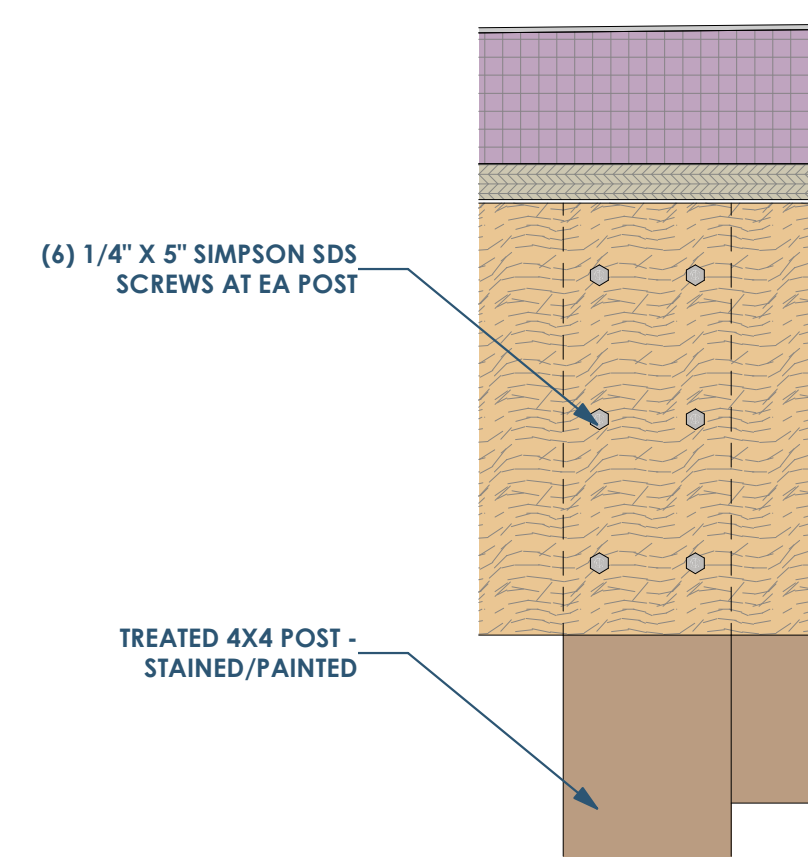 (6) 1/4" X 5" SIMPSON SDS
SCREWS AT EA POST
TREATED 4X4 POST -
STAINED/PAINTED